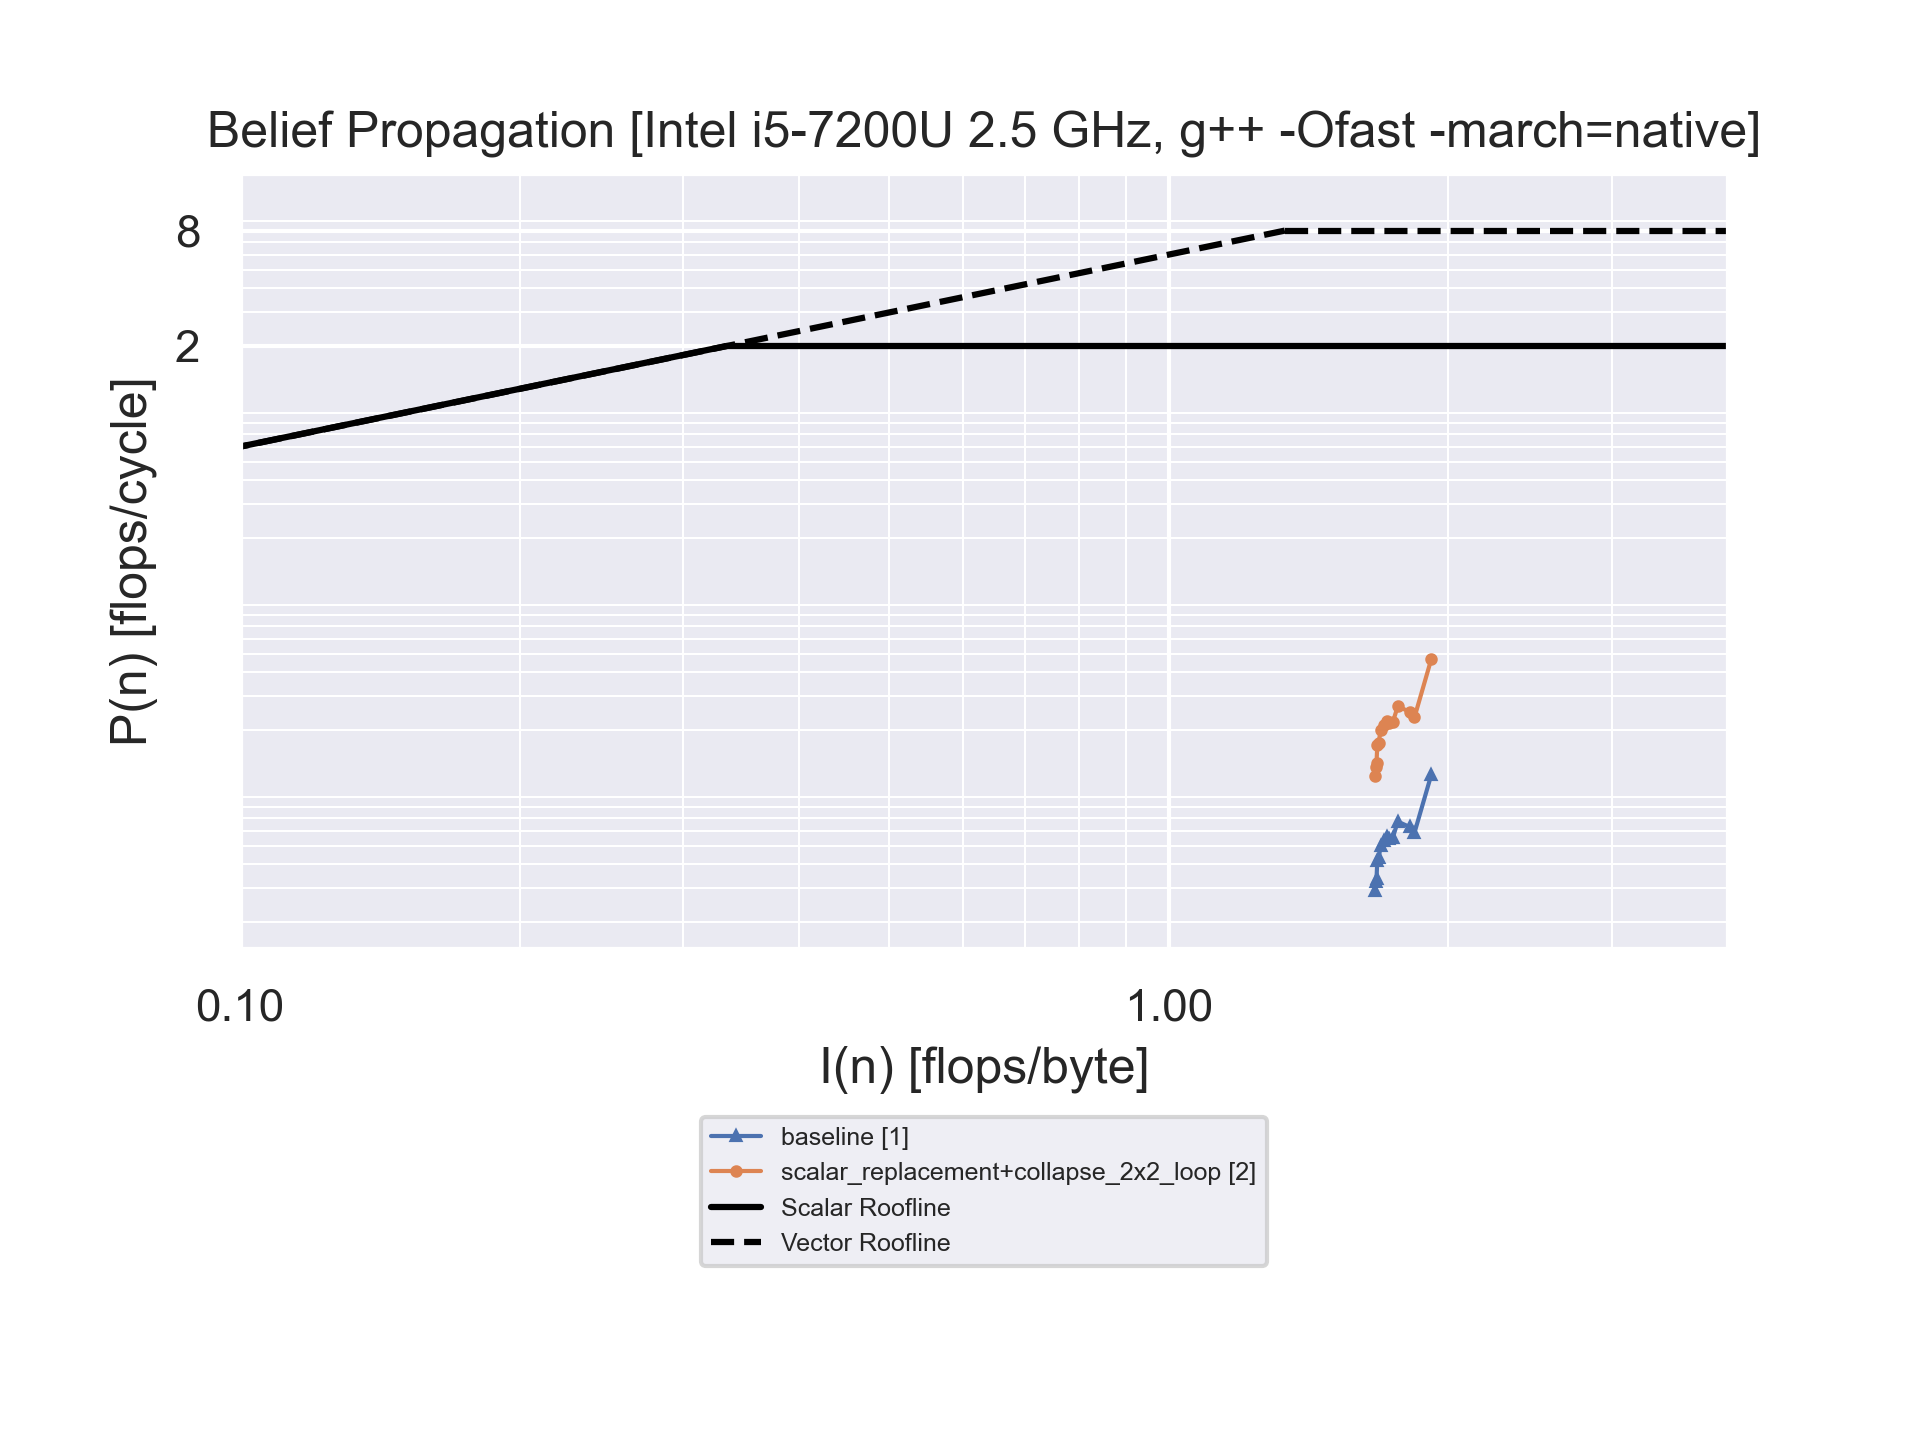 Belief Propagation [Intel i5-7200U 2.5 GHz, g++ -Ofast -march=native]
8
2
P(n) [flops/cycle]
0.10
1.00
I(n) [flops/byte]
baseline [1]
scalar_replacement+collapse_2x2_loop [2]
Scalar Roofline
Vector Roofline